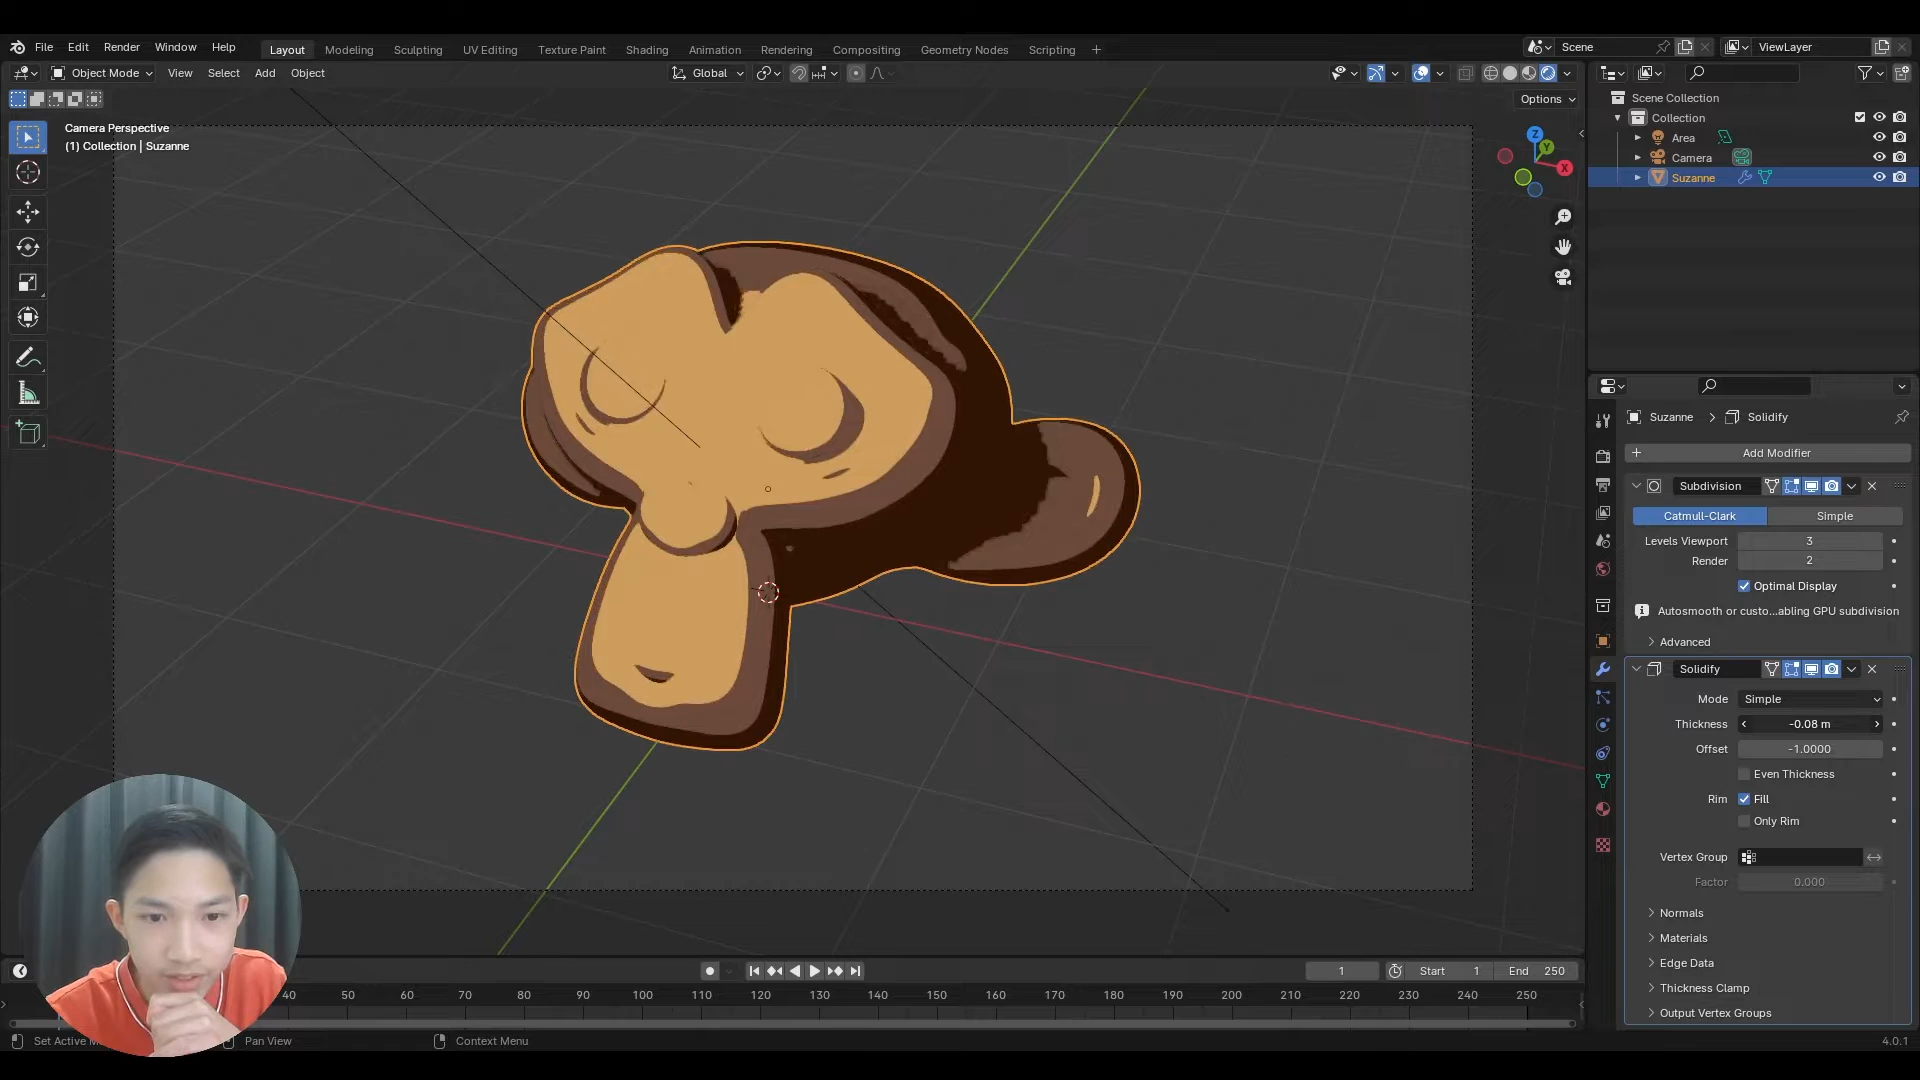 File Edit Render Window Help Layout Modeling Sculpting UV Editing Texture Paint Shading Animation Rendering Compositing Geometry Nodes Scripting + Scene ViewLayer
Object Mode View Select Add Object Global
Options
Camera Perspective
(1) Collection | Suzanne
Z
Y
X
Scene Collection
Collection
Area
Camera
Suzanne
Suzanne > Solidify
+ Add Modifier
Subdivision
Catmull-Clark Simple
Levels Viewport 3
Render 2
Optimal Display
Autosmooth or custo...abling GPU subdivision
Advanced
Solidify
Mode Simple
Thickness -0.08 m
Offset -1.0000
Even Thickness
Rim Fill
Only Rim
Vertex Group
Factor 0.000
Normals
Materials
Edge Data
Thickness Clamp
Output Vertex Groups
1 Start 1 End 250
40 50 60 70 80 90 100 110 120 130 140 150 160 170 180 190 200 210 220 230 240 250
Set Active Pan View Context Menu 4.0.1